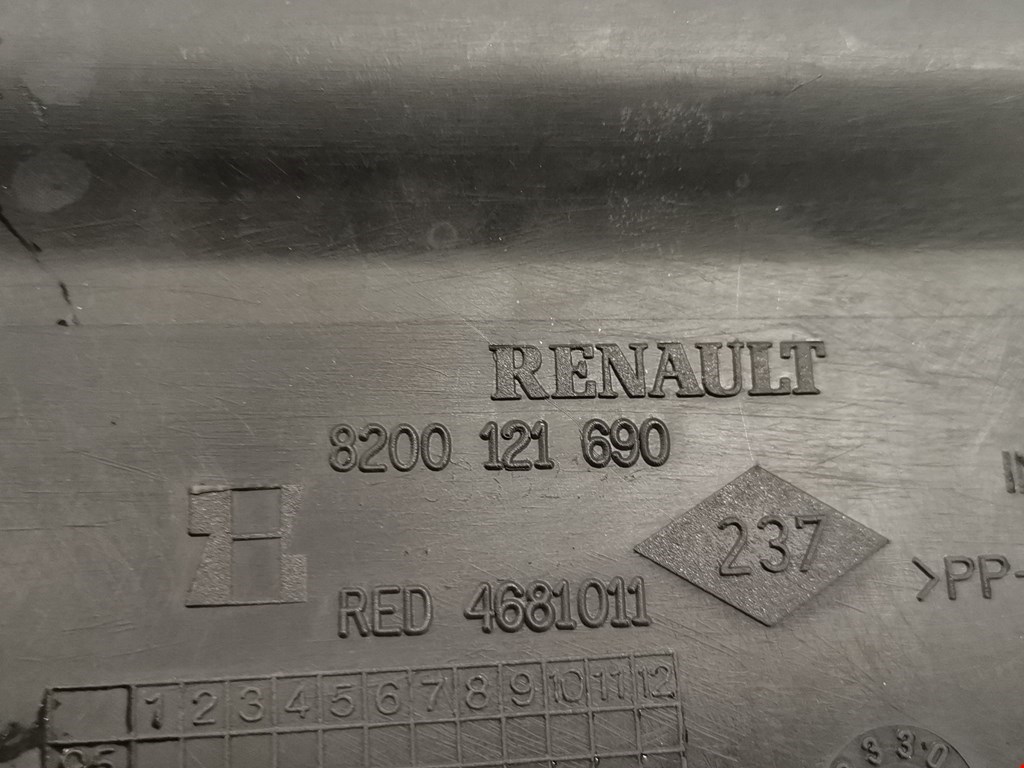 RENAULT
8200 121 690
237
>PP-
RED 4681011
1 2 3 4 5 6 7 8 9 10 11 12